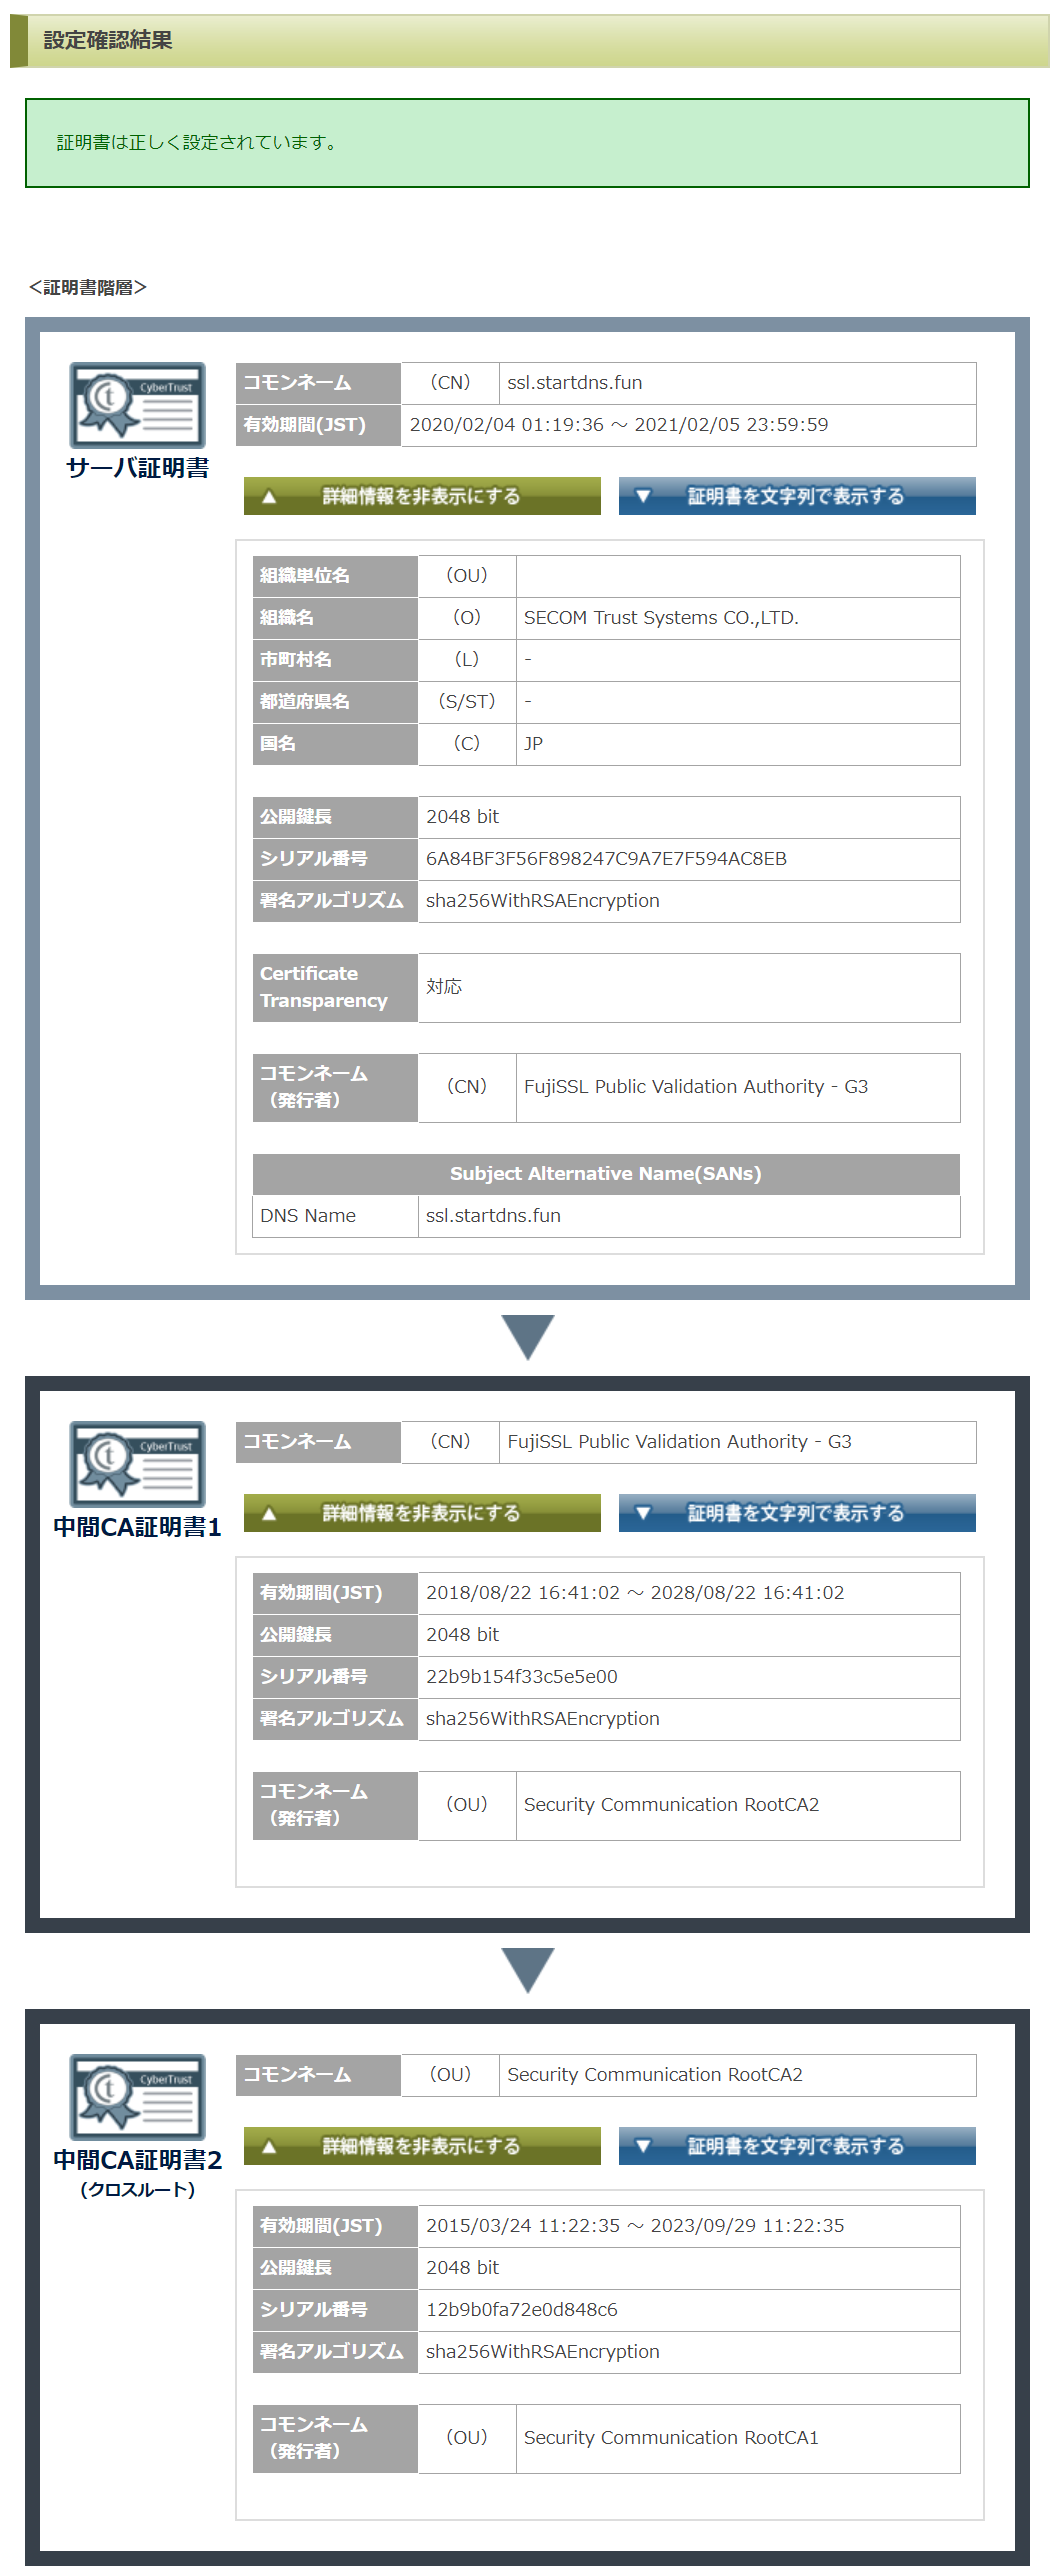 設定確認結果
証明書は正しく設定されています。
＜証明書階層＞
CyberTrust
サーバ証明書
コモンネーム （CN） ssl.startdns.fun
有効期間(JST) 2020/02/04 01:19:36 ～ 2021/02/05 23:59:59
▲ 詳細情報を非表示にする ▼ 証明書を文字列で表示する
組織単位名 （OU）
組織名 （O） SECOM Trust Systems CO.,LTD.
市町村名 （L） -
都道府県名 （S/ST） -
国名 （C） JP
公開鍵長 2048 bit
シリアル番号 6A84BF3F56F898247C9A7E7F594AC8EB
署名アルゴリズム sha256WithRSAEncryption
Certificate
Transparency 対応
コモンネーム
（発行者） （CN） FujiSSL Public Validation Authority - G3
Subject Alternative Name(SANs)
DNS Name ssl.startdns.fun
CyberTrust
中間CA証明書1
コモンネーム （CN） FujiSSL Public Validation Authority - G3
▲ 詳細情報を非表示にする ▼ 証明書を文字列で表示する
有効期間(JST) 2018/08/22 16:41:02 ～ 2028/08/22 16:41:02
公開鍵長 2048 bit
シリアル番号 22b9b154f33c5e5e00
署名アルゴリズム sha256WithRSAEncryption
コモンネーム
（発行者） （OU） Security Communication RootCA2
CyberTrust
中間CA証明書2
（クロスルート）
コモンネーム （OU） Security Communication RootCA2
▲ 詳細情報を非表示にする ▼ 証明書を文字列で表示する
有効期間(JST) 2015/03/24 11:22:35 ～ 2023/09/29 11:22:35
公開鍵長 2048 bit
シリアル番号 12b9b0fa72e0d848c6
署名アルゴリズム sha256WithRSAEncryption
コモンネーム
（発行者） （OU） Security Communication RootCA1